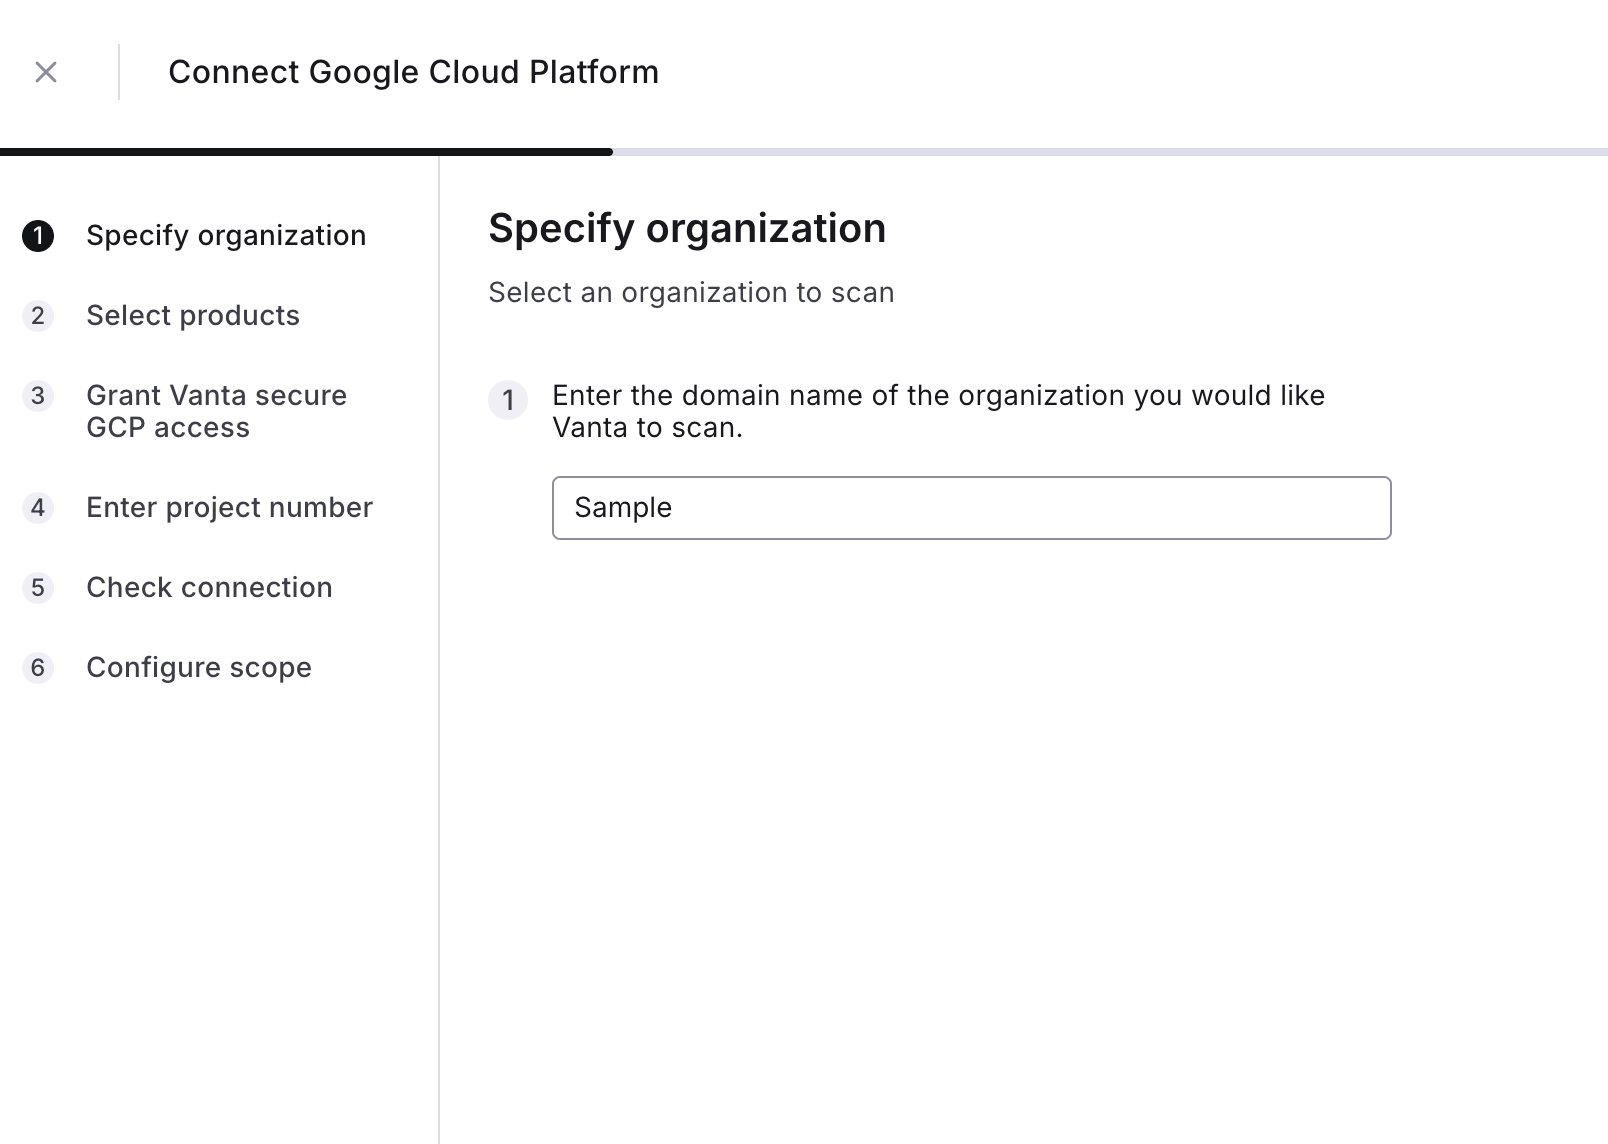 Connect Google Cloud Platform
1 Specify organization
2 Select products
3 Grant Vanta secure
GCP access
4 Enter project number
5 Check connection
6 Configure scope
Specify organization
Select an organization to scan
1 Enter the domain name of the organization you would like
Vanta to scan.
Sample